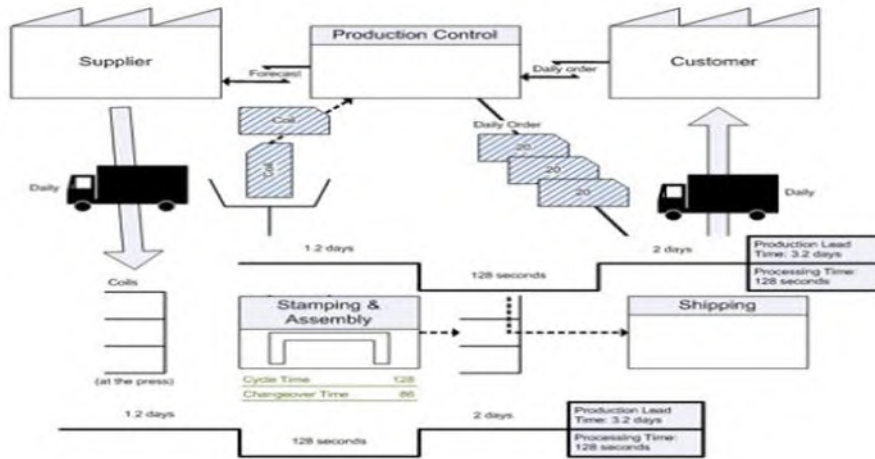 Supplier
Production Control
Customer
Forecast
Daily order
Coil
Coil
Daily Order
20
20
20
Daily
Daily
1.2 days
128 seconds
2 days
Production Lead
Time: 3.2 days
Processing Time:
128 seconds
Coils
(at the press)
Stamping &
Assembly
Cycle Time 128
Changeover Time 86
Shipping
1.2 days
128 seconds
2 days
Production Lead
Time: 3.2 days
Processing Time:
128 seconds